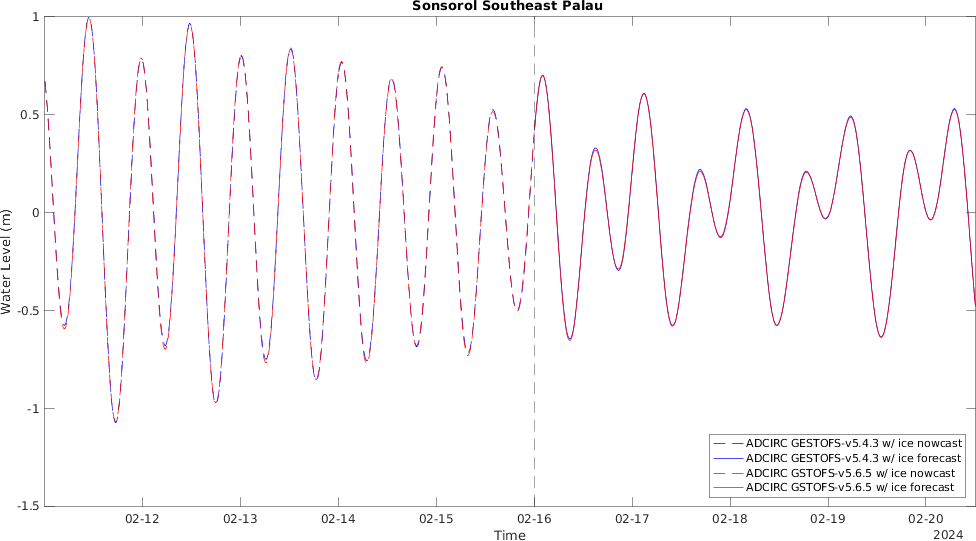 Sonsorol Southeast Palau
1
0.5
0
-0.5
-1
-1.5
Water Level (m)
02-12 02-13 02-14 02-15 02-16 02-17 02-18 02-19 02-20
Time
2024
ADCIRC GESTOFS-v5.4.3 w/ ice nowcast
ADCIRC GESTOFS-v5.4.3 w/ ice forecast
ADCIRC GSTOFS-v5.6.5 w/ ice nowcast
ADCIRC GSTOFS-v5.6.5 w/ ice forecast